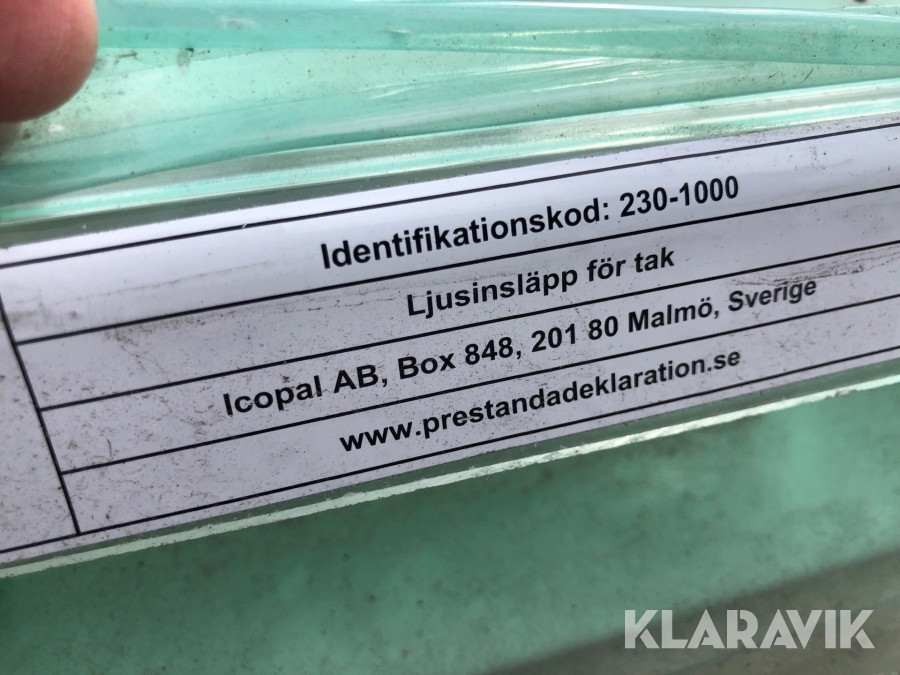 Identifikationskod: 230-1000
Ljusinsläpp för tak
Icopal AB, Box 848, 201 80 Malmö, Sverige
www.prestandadeklaration.se
KLARAVIK